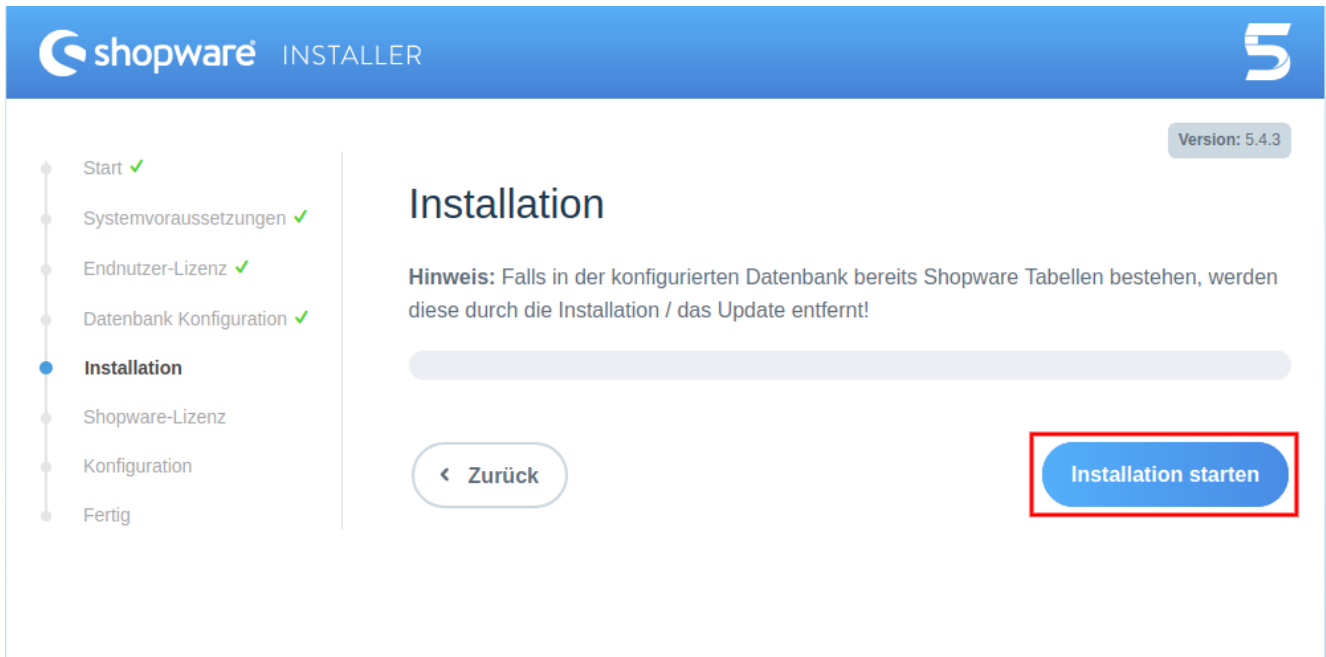 shopware INSTALLER 5
Version: 5.4.3
Start
Systemvoraussetzungen
Endnutzer-Lizenz
Datenbank Konfiguration
Installation
Shopware-Lizenz
Konfiguration
Fertig
Installation
Hinweis: Falls in der konfigurierten Datenbank bereits Shopware Tabellen bestehen, werden
diese durch die Installation / das Update entfernt!
Zurück
Installation starten